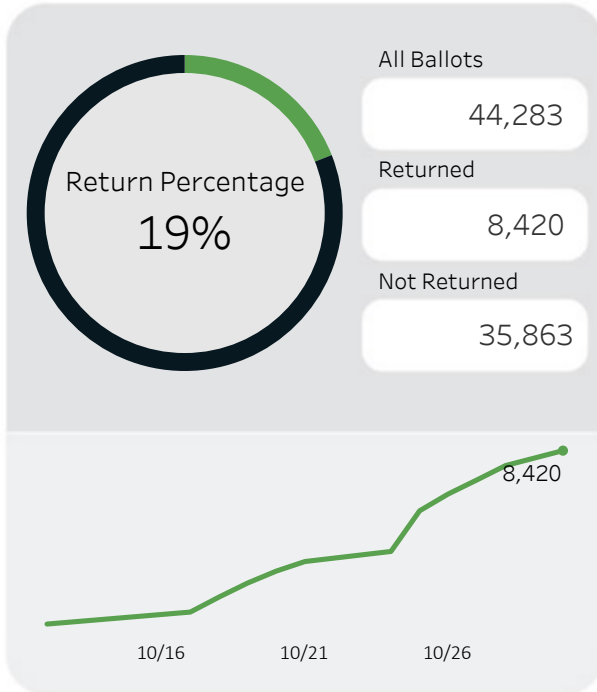 All Ballots
44,283
Return Percentage
19%
Returned
8,420
Not Returned
35,863
8,420
10/16
10/21
10/26